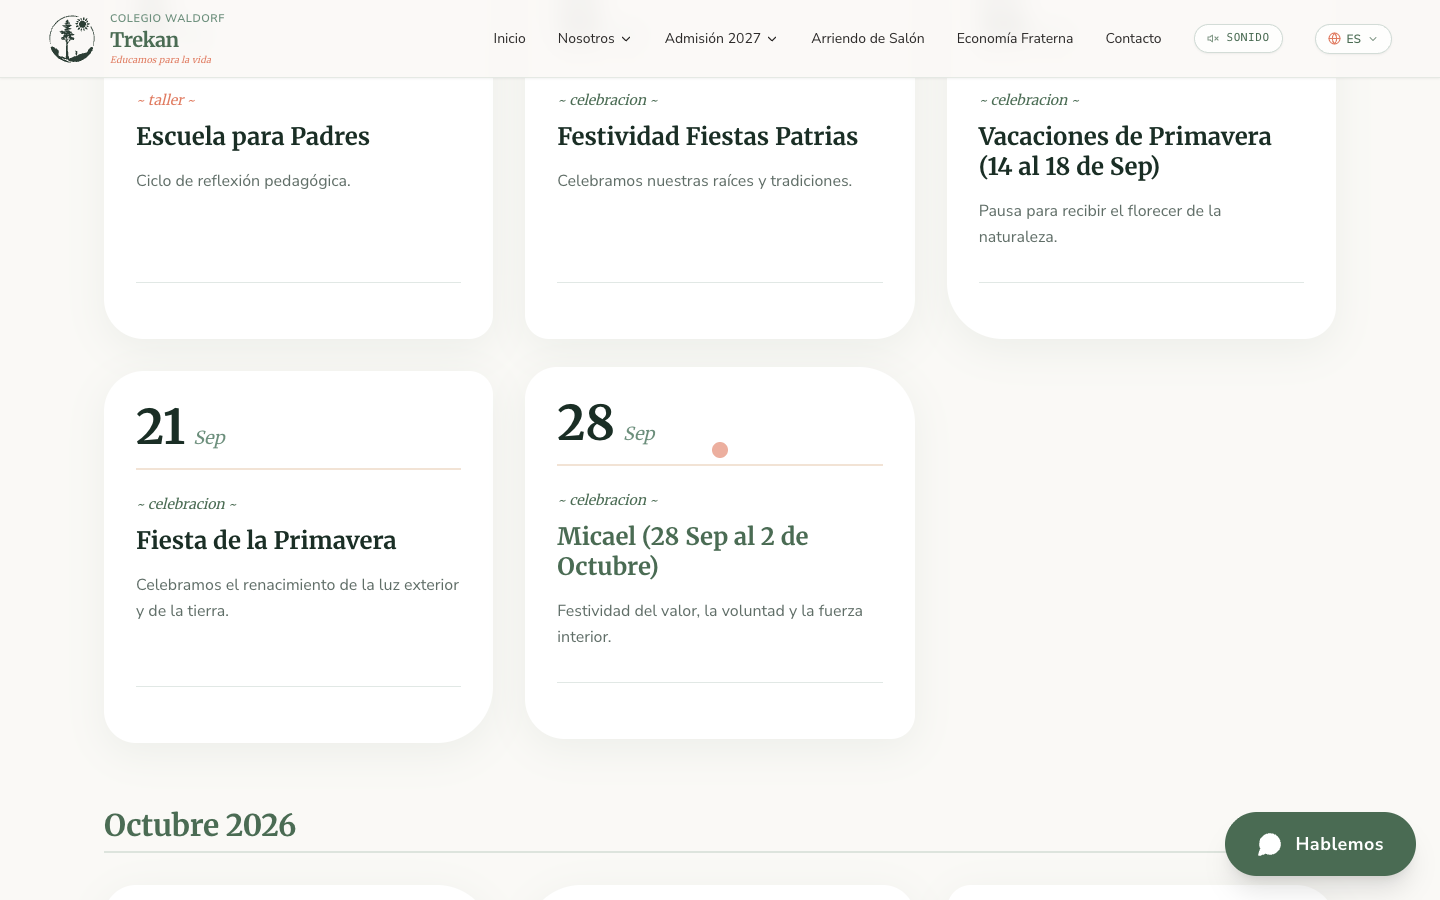 COLEGIO WALDORF
Trekan
Educamos para la vida
Inicio
Nosotros
Admisión 2027
Arriendo de Salón
Economía Fraterna
Contacto
SONIDO
ES
~ taller ~
Escuela para Padres
Ciclo de reflexión pedagógica.
~ celebracion ~
Festividad Fiestas Patrias
Celebramos nuestras raíces y tradiciones.
~ celebracion ~
Vacaciones de Primavera
(14 al 18 de Sep)
Pausa para recibir el florecer de la
naturaleza.
21 Sep
~ celebracion ~
Fiesta de la Primavera
Celebramos el renacimiento de la luz exterior
y de la tierra.
28 Sep
~ celebracion ~
Micael (28 Sep al 2 de
Octubre)
Festividad del valor, la voluntad y la fuerza
interior.
Octubre 2026
Hablemos